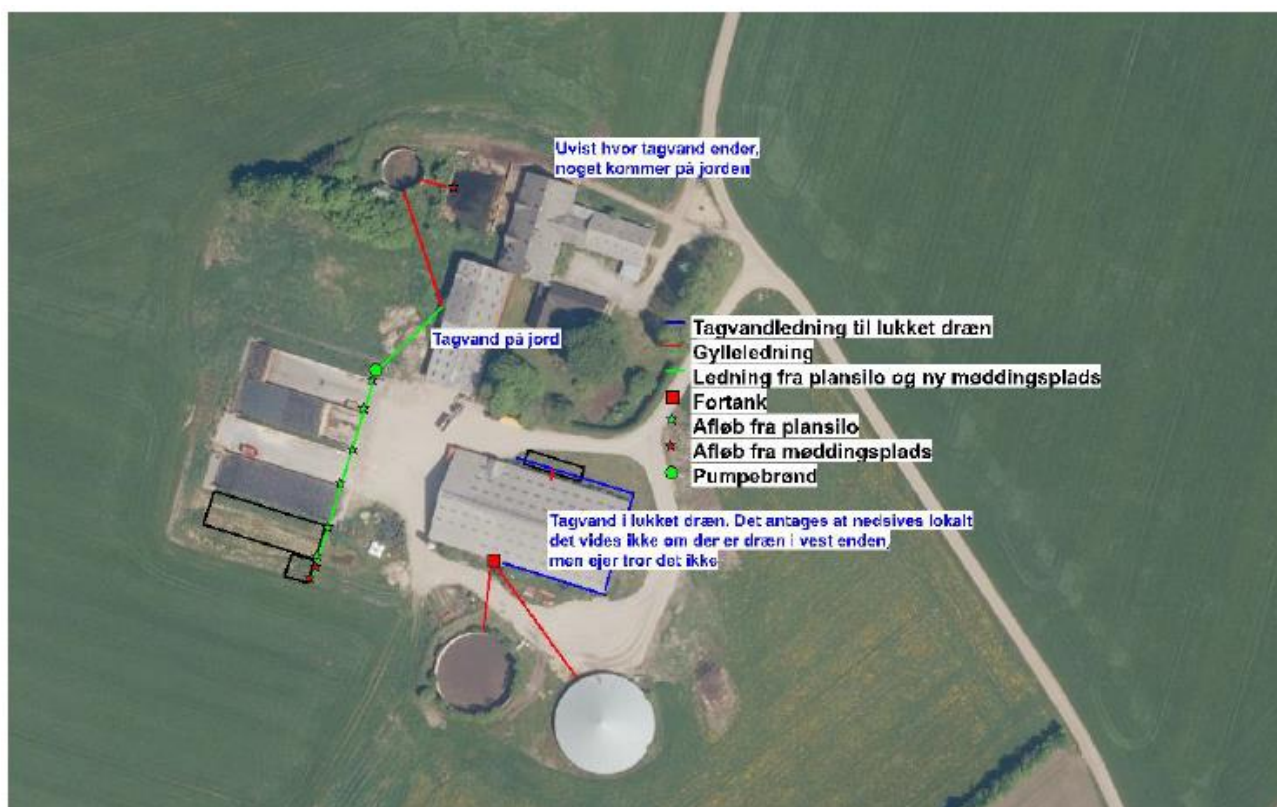 Uvist hvor tagvand ender,
noget kommer på jorden
Tagvand på jord
Tagvandledning til lukket dræn
Gylleledning
Ledning fra plansilo og ny møddingsplads
Fortank
Afløb fra plansilo
Afløb fra møddingsplads
Pumpebrønd
Tagvand i lukket dræn. Det antages at nedsives lokalt
det vides ikke om der er dræn i vest enden,
men ejer tror det ikke